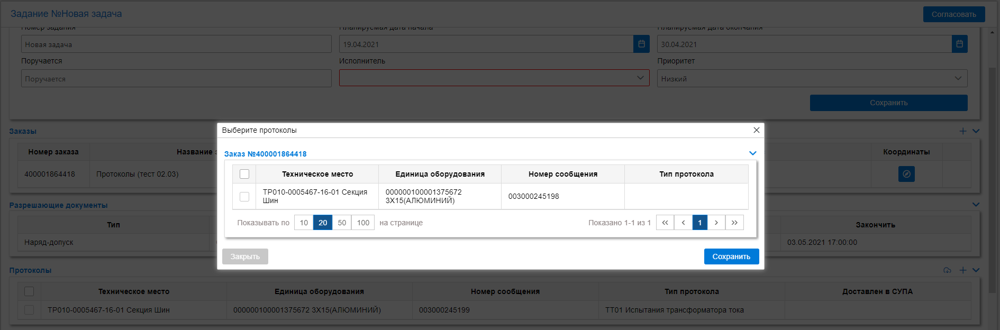 Задание №Новая задача
Согласовать
Номер задания
Планируемая дата начала
Планируемая дата окончания
Новая задача
19.04.2021
30.04.2021
Поручается
Исполнитель
Приоритет
Поручается
Низкий
Сохранить
Заказы
Номер заказа
Название
Координаты
400001864418
Протоколы (тест 02.03)
Выберите протоколы
Заказ №400001864418
Техническое место
Единица оборудования
Номер сообщения
Тип протокола
ТР010-0005467-16-01 Секция
Шин
000000100001375672
3Х15(АЛЮМИНИЙ)
003000245198
Показывать по
10
20
50
100
на странице
Показано 1-1 из 1
1
Закрыть
Сохранить
Разрешающие документы
Тип
Закончить
Наряд-допуск
03.05.2021 17:00:00
Протоколы
Техническое место
Единица оборудования
Номер сообщения
Тип протокола
Доставлен в СУПА
ТР010-0005467-16-01 Секция Шин
000000100001375672 3Х15(АЛЮМИНИЙ)
003000245199
ТТ01 Испытания трансформатора тока